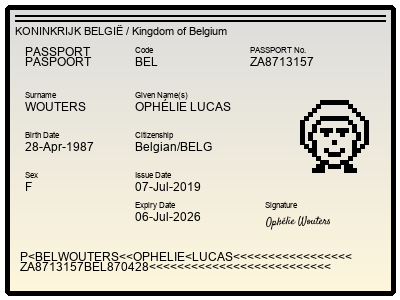 KONINKRIJK BELGIË / Kingdom of Belgium
PASSPORT Code PASSPORT No.
PASPOORT BEL ZA8713157
Surname Given Name(s)
WOUTERS OPHÉLIE LUCAS
Birth Date Citizenship
28-Apr-1987 Belgian/BELG
Sex Issue Date
F 07-Jul-2019
Expiry Date Signature
06-Jul-2026 Ophélie Wouters
P<BELWOUTERS<<OPHELIE<LUCAS<<<<<<<<<<<<<<<<<
ZA8713157BEL870428<<<<<<<<<<<<<<<<<<<<<<<<<<